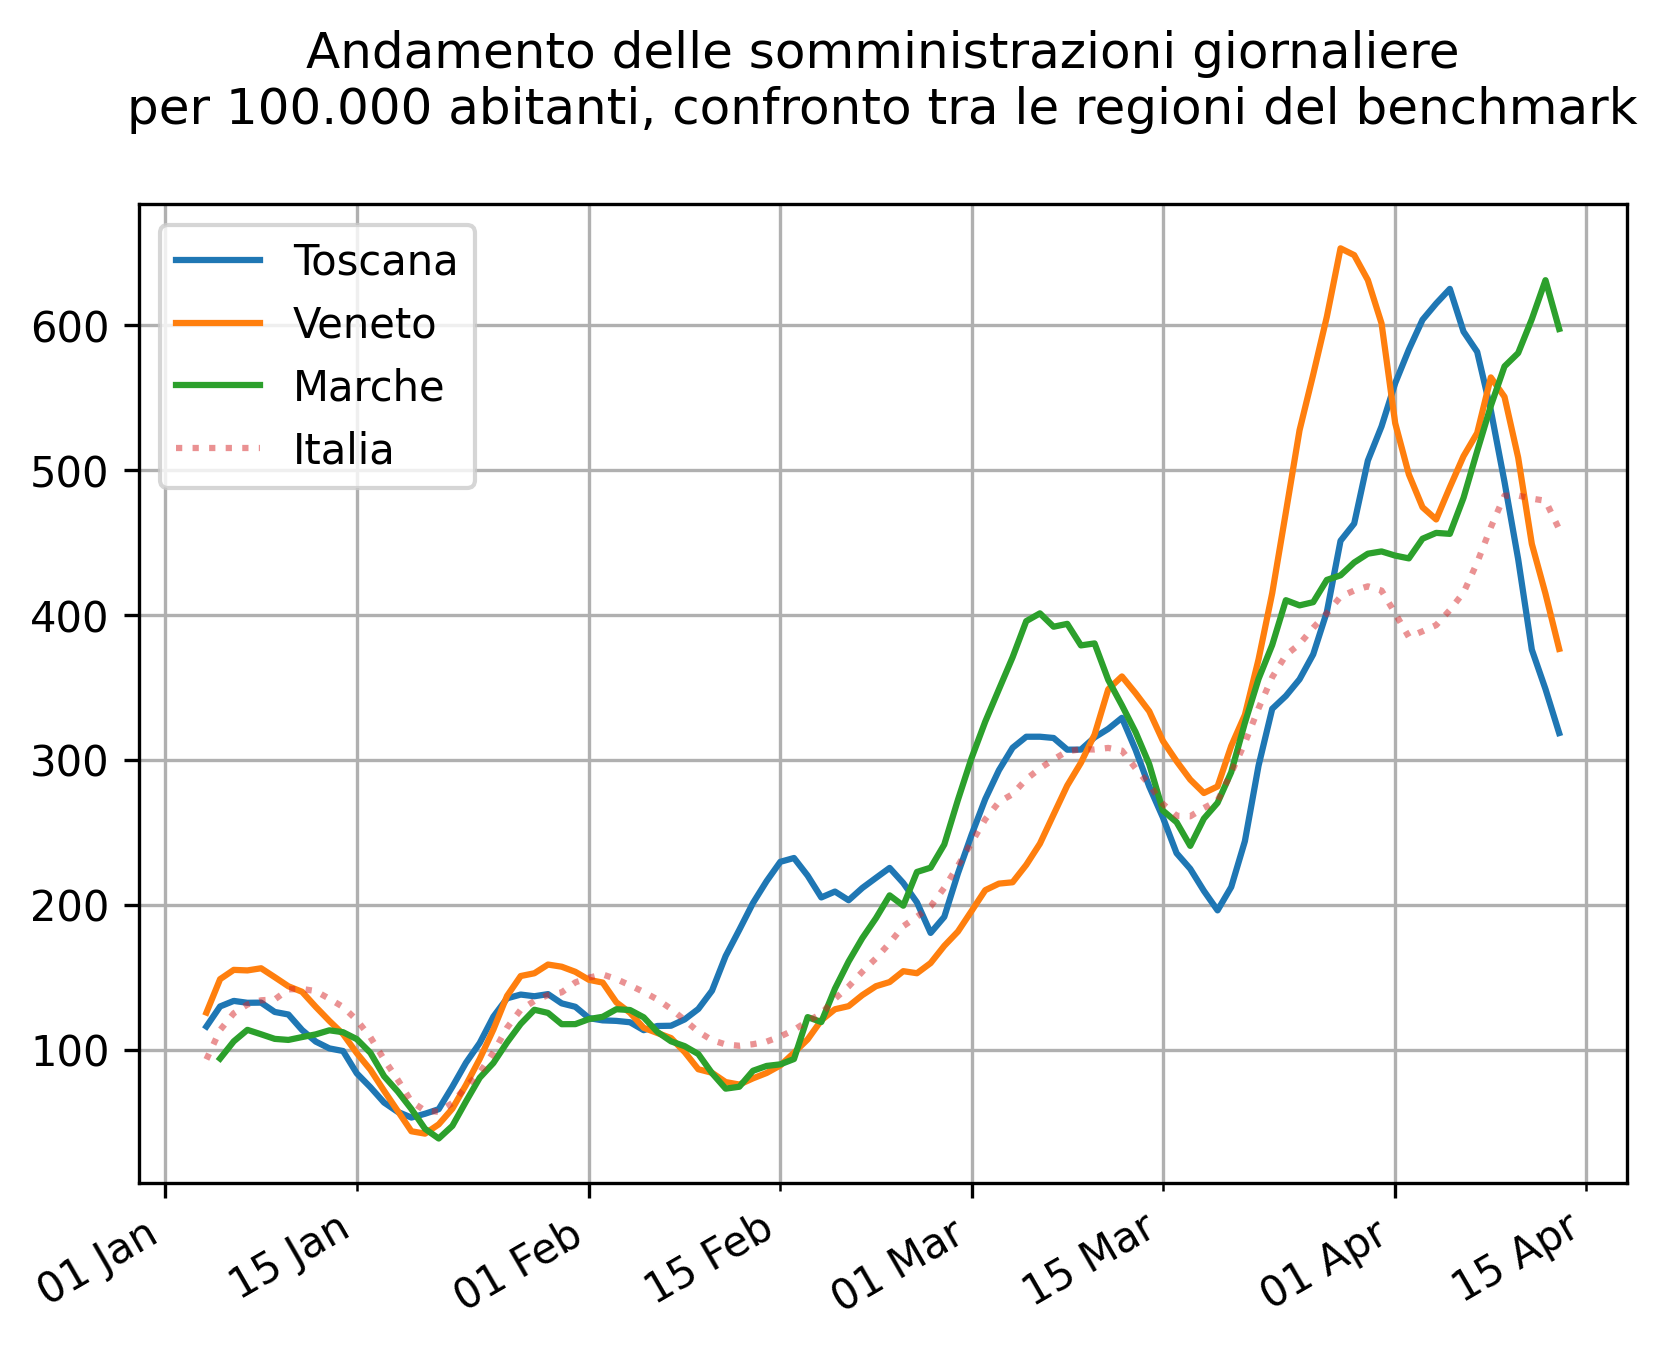 Andamento delle somministrazioni giornaliere
per 100.000 abitanti, confronto tra le regioni del benchmark
Toscana
Veneto
Marche
Italia
600
500
400
300
200
100
01 Jan
15 Jan
01 Feb
15 Feb
01 Mar
15 Mar
01 Apr
15 Apr